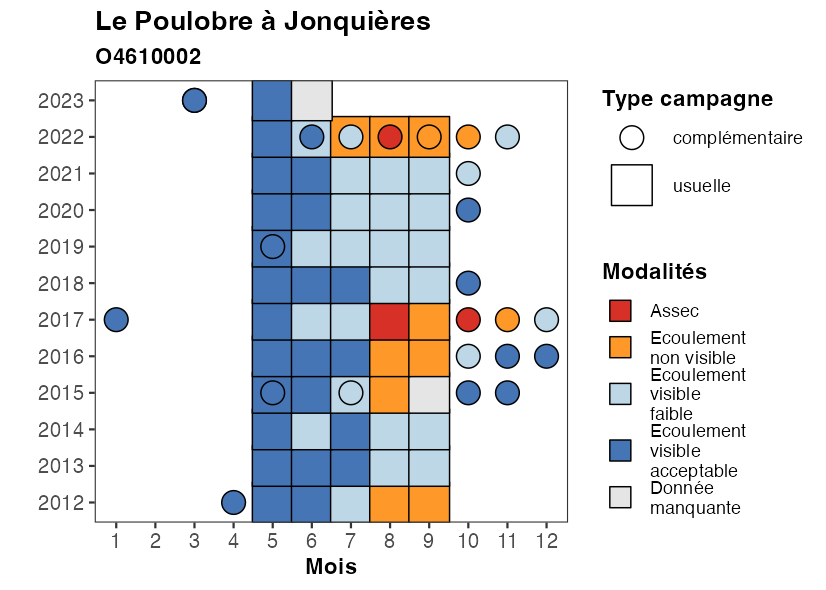 Le Poulobre à Jonquières
O4610002
2023
2022
2021
2020
2019
2018
2017
2016
2015
2014
2013
2012
1 2 3 4 5 6 7 8 9 10 11 12
Mois
Type campagne
complémentaire
usuelle
Modalités
Assec
Ecoulement
non visible
Ecoulement
visible
faible
Ecoulement
visible
acceptable
Donnée
manquante